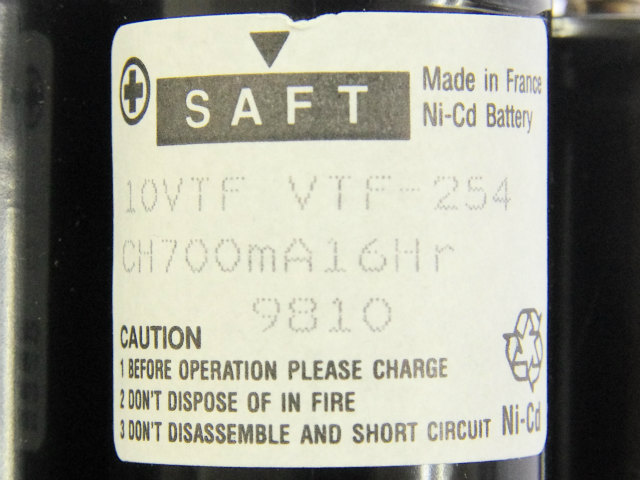 SAFT
Made in France
Ni-Cd Battery
10VTF VTF-254
CH700mA16Hr
9810
CAUTION
1 BEFORE OPERATION PLEASE CHARGE
2 DON'T DISPOSE OF IN FIRE
3 DON'T DISASSEMBLE AND SHORT CIRCUIT
Ni-Cd